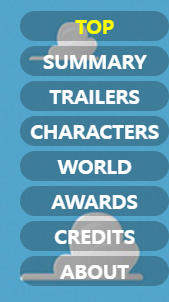 TOP
SUMMARY
TRAILERS
CHARACTERS
WORLD
AWARDS
CREDITS
ABOUT